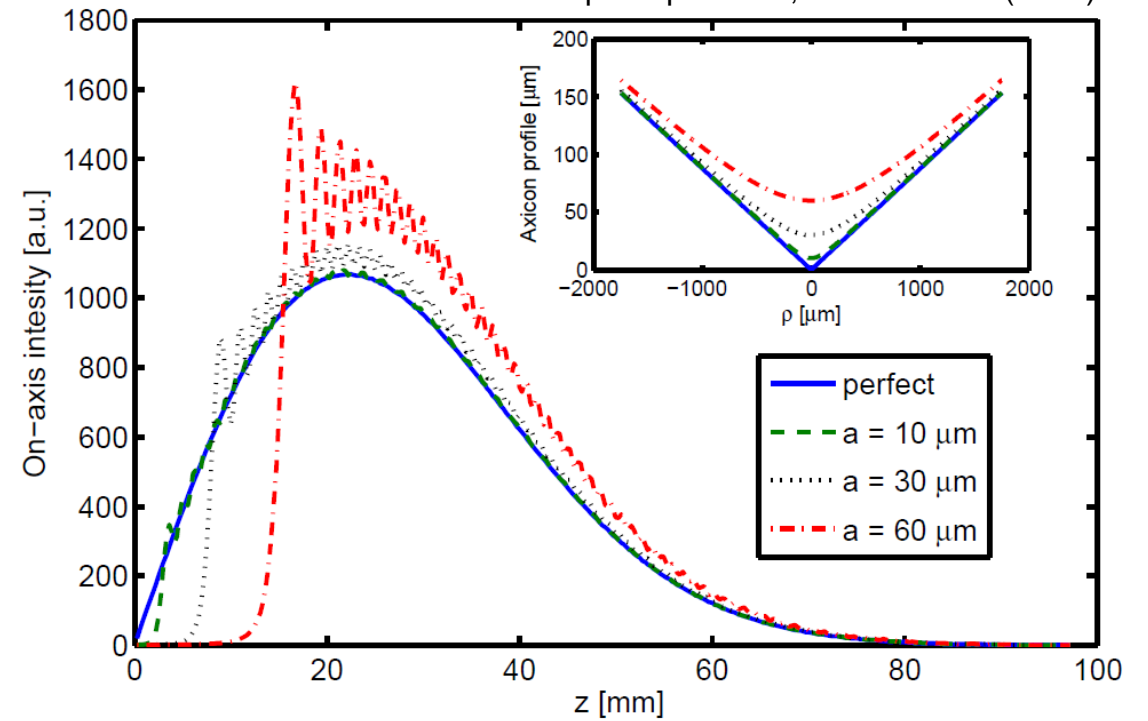 1800
1600
1400
1200
1000
800
600
400
200
0
On−axis intesity [a.u.]
0 20 40 60 80 100
z [mm]
200
150
100
50
0
Axicon profile [μm]
−2000 −1000 0 1000 2000
ρ [μm]
perfect
a = 10 μm
a = 30 μm
a = 60 μm